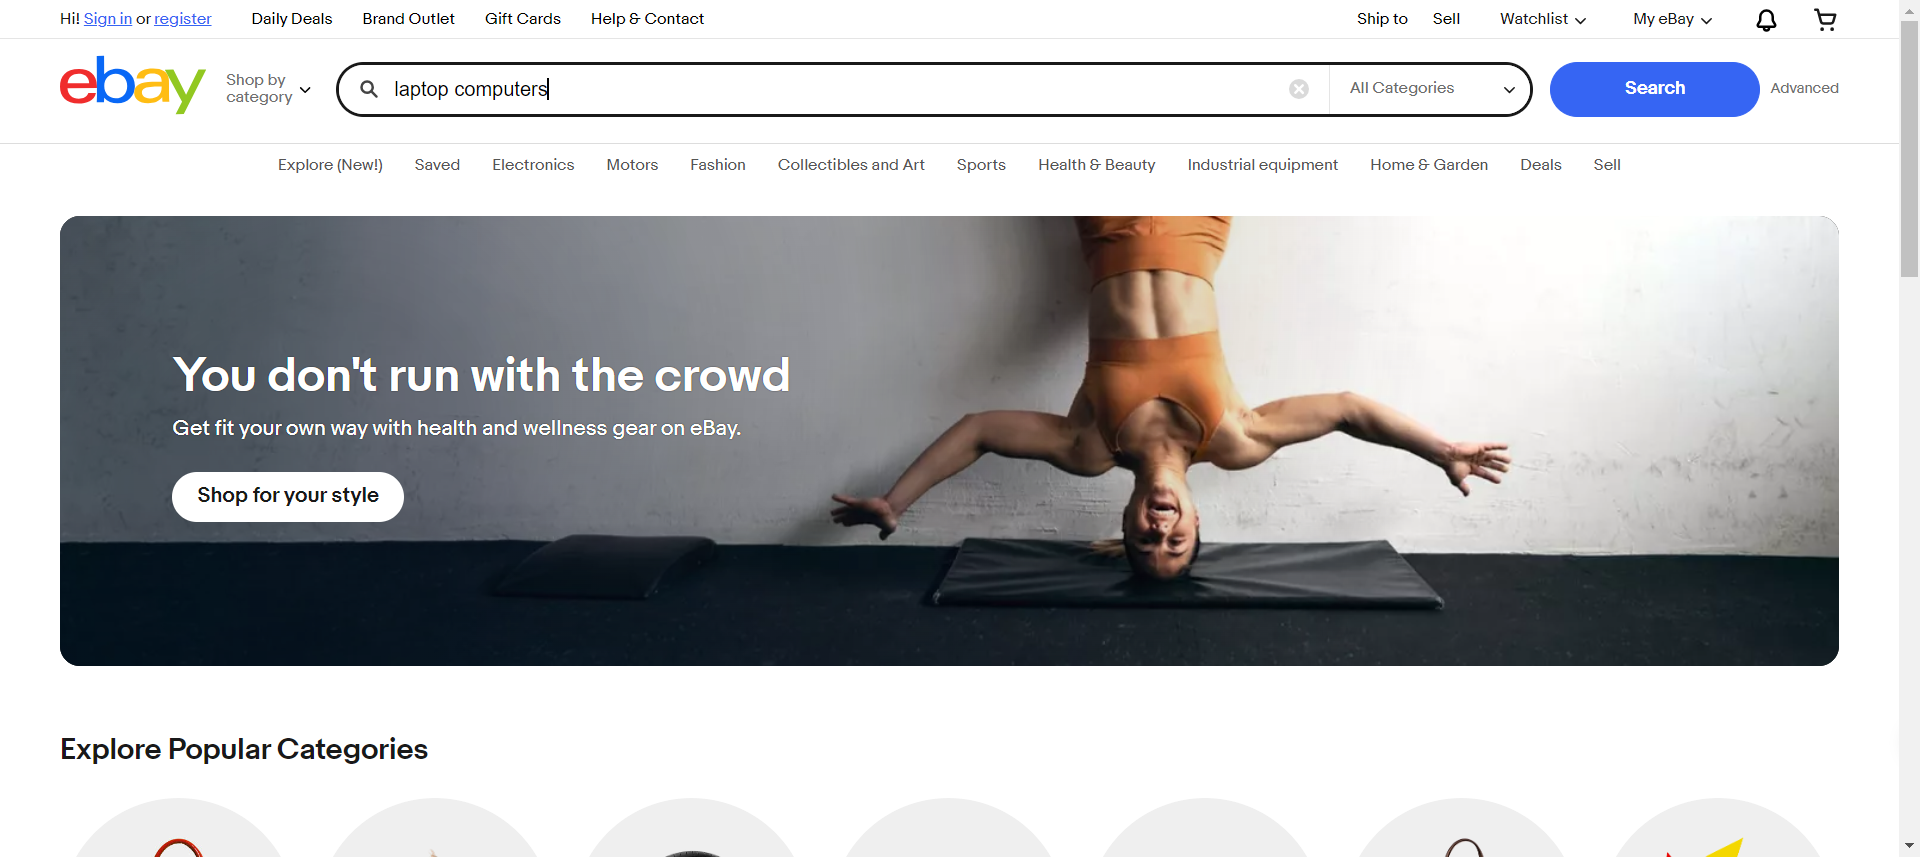 Hi! Sign in or register Daily Deals Brand Outlet Gift Cards Help & Contact Ship to Sell Watchlist My eBay
ebay Shop by category laptop computers All Categories Search Advanced
Explore (New!) Saved Electronics Motors Fashion Collectibles and Art Sports Health & Beauty Industrial equipment Home & Garden Deals Sell
You don't run with the crowd
Get fit your own way with health and wellness gear on eBay.
Shop for your style
Explore Popular Categories